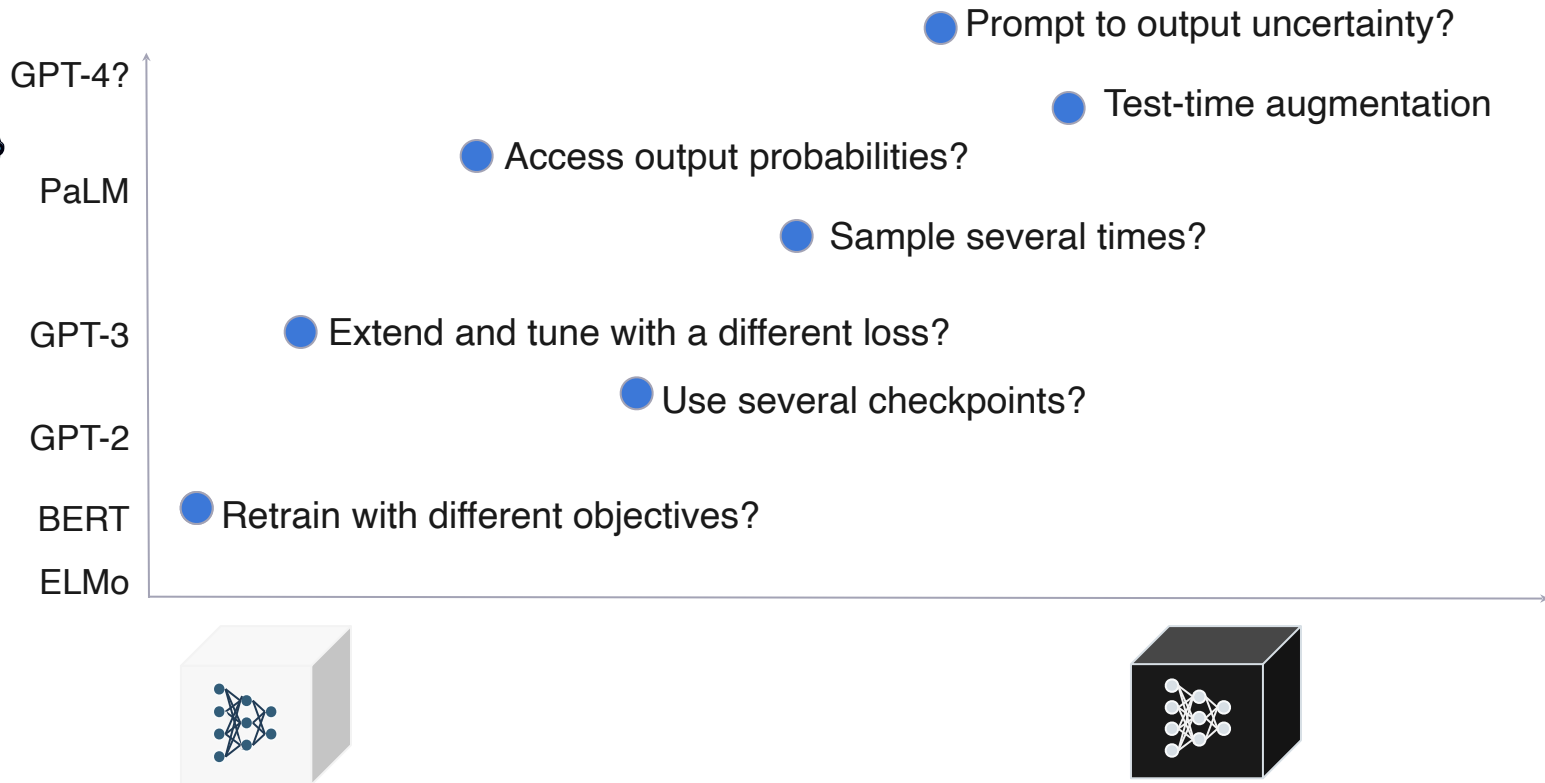 Prompt to output uncertainty?
GPT-4?
Test-time augmentation
Access output probabilities?
PaLM
Sample several times?
GPT-3
Extend and tune with a different loss?
Use several checkpoints?
GPT-2
Retrain with different objectives?
BERT
ELMo